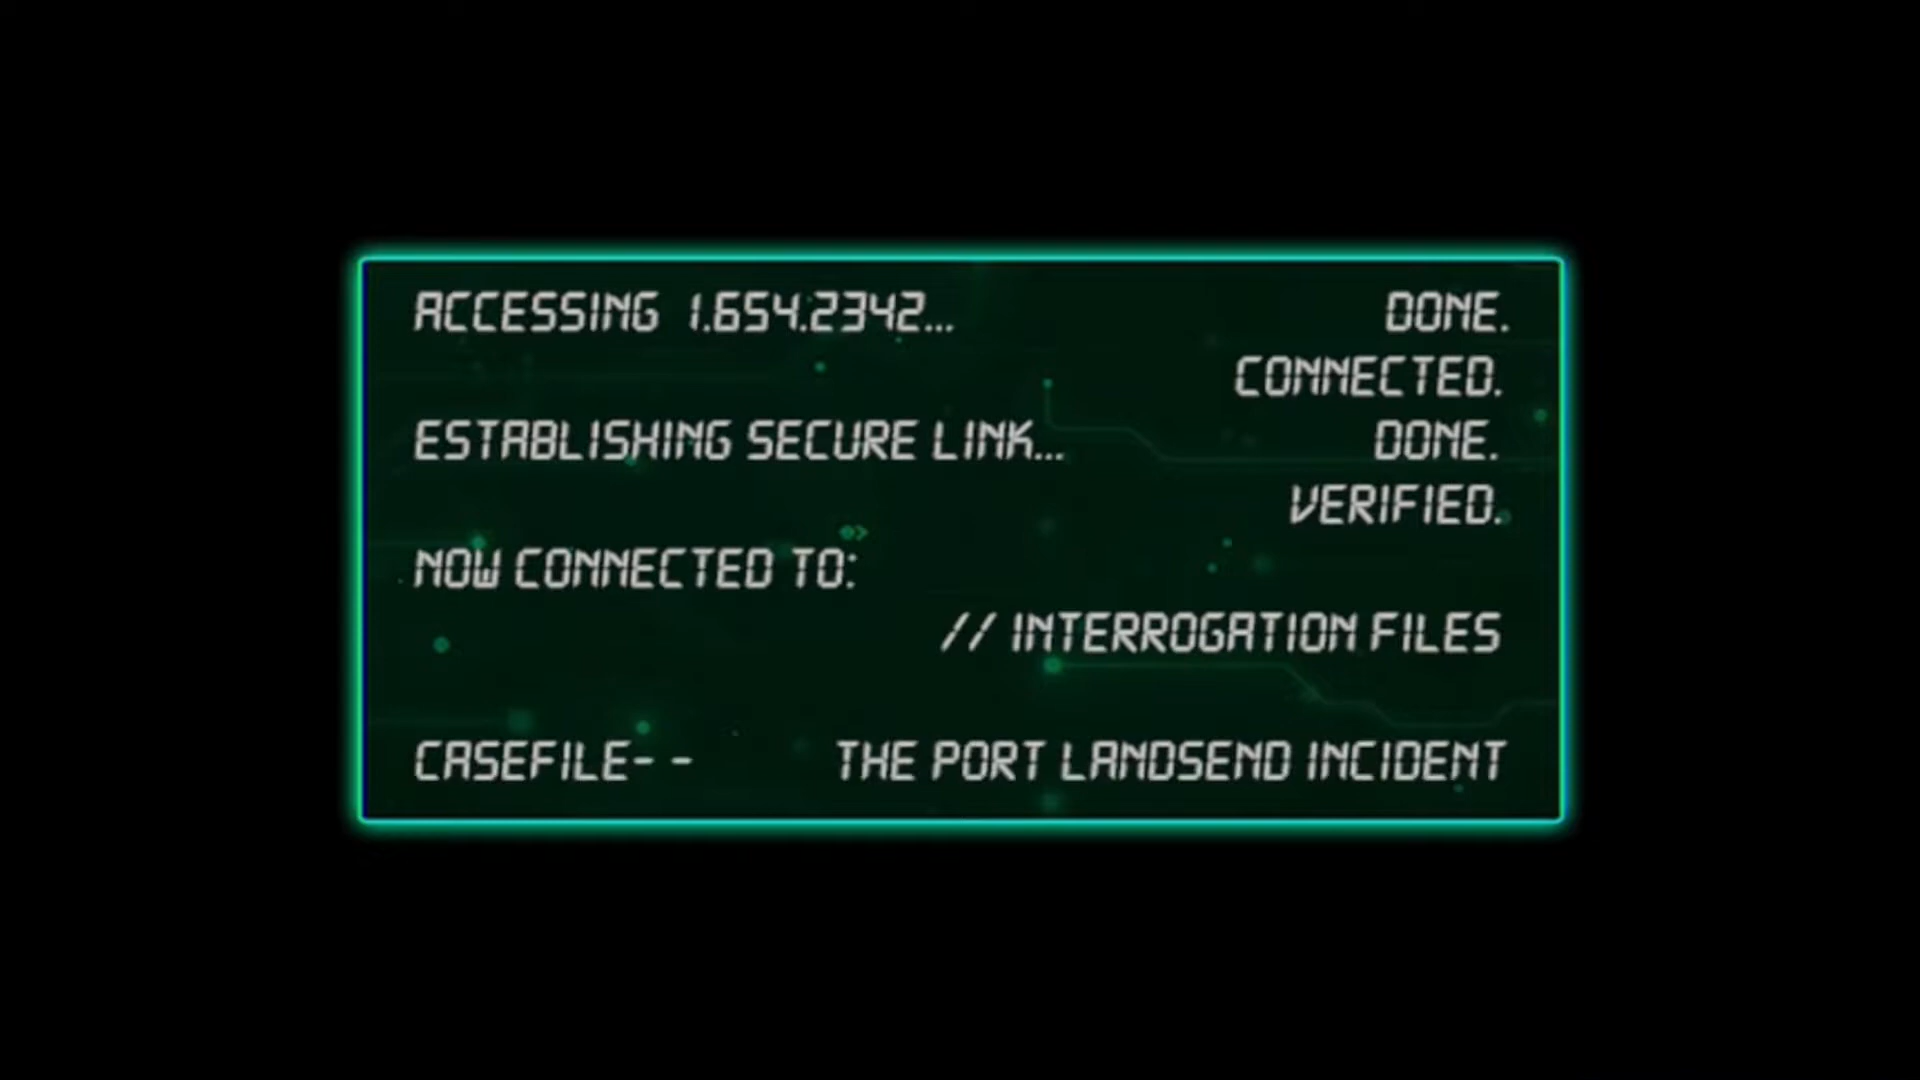 ACCESSING 1.654.2342... DONE.
CONNECTED.
ESTABLISHING SECURE LINK... DONE.
VERIFIED.
NOW CONNECTED TO:
// INTERROGATION FILES
CASEFILE- - THE PORT LANDSEND INCIDENT